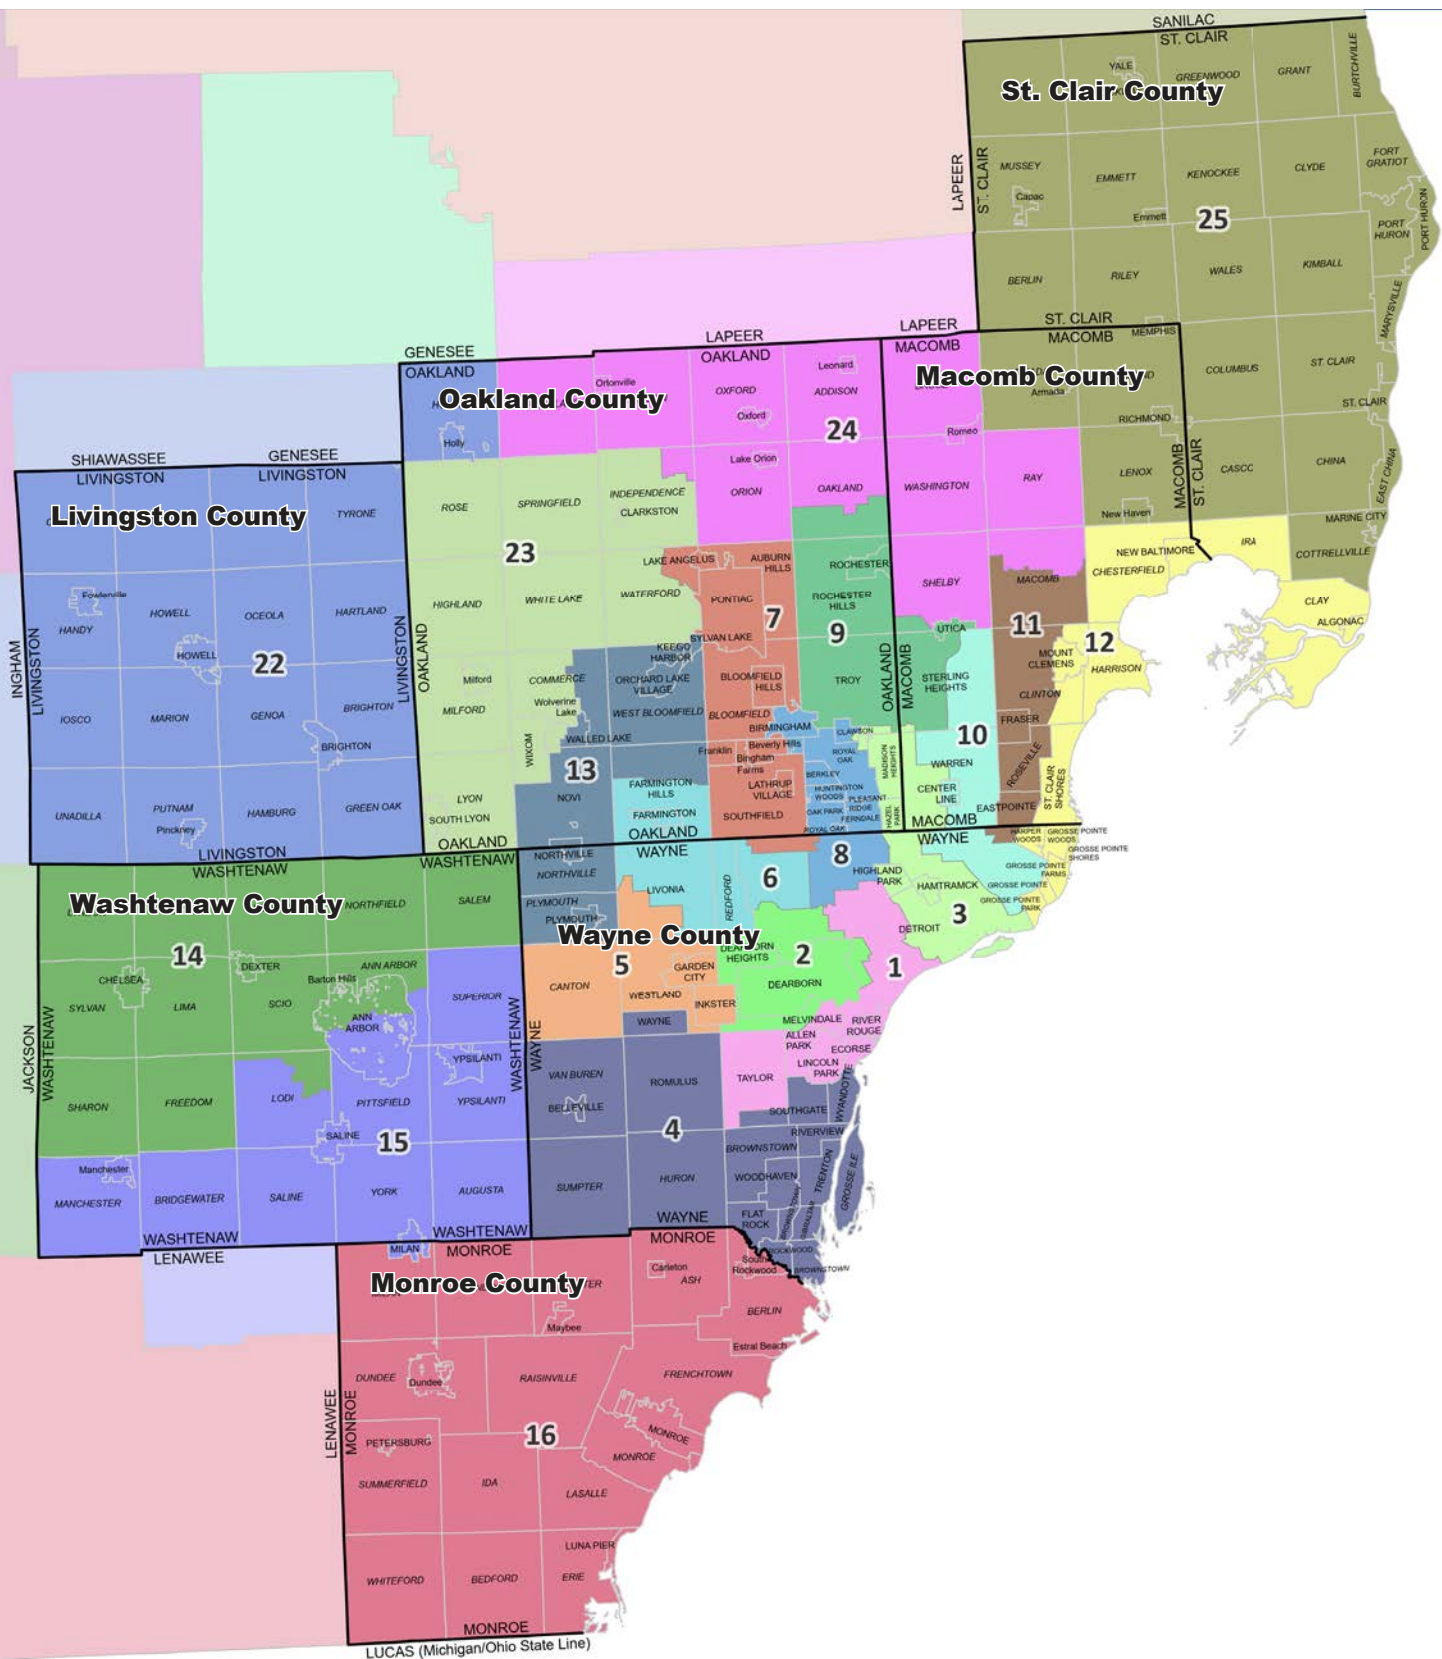 SANILAC
ST. CLAIR
YALE
GREENWOOD
GRANT
BURTCHVILLE
St. Clair County
LAPEER
ST. CLAIR
MUSSEY
Capac
EMMETT
Emmett
KENOCKEE
CLYDE
FORT
GRATIOT
25
PORT
HURON
PORT HURON
BERLIN
RILEY
WALES
KIMBALL
MARYSVILLE
ST. CLAIR
MEMPHIS
MACOMB
LAPEER
MACOMB
LAPEER
OAKLAND
GENESEE
OAKLAND
Macomb County
Armada
RICHMOND
COLUMBUS
ST. CLAIR
ST. CLAIR
Oakland County
Holly
Ortonville
OXFORD
Oxford
Leonard
ADDISON
24
Romeo
Lake Orion
ORION
OAKLAND
WASHINGTON
RAY
LENOX
New Haven
MACOMB
ST. CLAIR
CASCC
CHINA
EAST CHINA
MARINE CITY
COTTRELLVILLE
SHIAWASSEE
LIVINGSTON
GENESEE
LIVINGSTON
Livingston County
TYRONE
ROSE
SPRINGFIELD
INDEPENDENCE
CLARKSTON
23
LAKE ANGELUS
AUBURN
HILLS
ROCHESTER
ROCHESTER
HILLS
SHELBY
MACOMB
NEW BALTIMORE
CHESTERFIELD
IRA
CLAY
ALGONAC
Fowlerville
HANDY
HOWELL
HOWELL
OCEOLA
HARTLAND
22
INGHAM
LIVINGSTON
LIVINGSTON
OAKLAND
HIGHLAND
WHITE LAKE
WATERFORD
PONTIAC
7
SYLVAN LAKE
KEEGO
HARBOR
9
UTICA
11
12
MOUNT
CLEMENS
HARRISON
IOSCO
MARION
GENOA
BRIGHTON
BRIGHTON
Milford
MILFORD
COMMERCE
Wolverine
Lake
ORCHARD LAKE
VILLAGE
WEST BLOOMFIELD
WALLED LAKE
WIXOM
BLOOMFIELD
HILLS
BLOOMFIELD
TROY
OAKLAND
MACOMB
STERLING
HEIGHTS
10
CLINTON
FRASER
ROSEVILLE
BIRMINGHAM
Beverly Hills
Franklin
Bingham
Farms
CLAWSON
ROYAL
OAK
MADISON
HEIGHTS
WARREN
CENTER
LINE
EASTPOINTE
ST. CLAIR
SHORES
UNADILLA
PUTNAM
Pinckney
HAMBURG
GREEN OAK
LYON
SOUTH LYON
13
NOVI
FARMINGTON
HILLS
FARMINGTON
LATHRUP
VILLAGE
SOUTHFIELD
BERKLEY
HUNTINGTON
WOODS
PLEASANT
RIDGE
OAK PARK
FERNDALE
ROYAL OAK
HAZEL
PARK
LIVINGSTON
WASHTENAW
OAKLAND
WASHTENAW
OAKLAND
WAYNE
MACOMB
WAYNE
NORTHVILLE
NORTHVILLE
HARPER
WOODS
GROSSE POINTE
WOODS
GROSSE POINTE
SHORES
GROSSE POINTE
FARMS
GROSSE POINTE
GROSSE POINTE
PARK
8
6
HIGHLAND
PARK
HAMTRAMCK
3
DETROIT
Washtenaw County
NORTHFIELD
SALEM
PLYMOUTH
PLYMOUTH
LIVONIA
REDFORD
Wayne County
DEARBORN
HEIGHTS
2
DEARBORN
1
14
CHELSEA
DEXTER
Barton Hills
ANN ARBOR
SYLVAN
LIMA
SCIO
ANN
ARBOR
SUPERIOR
5
CANTON
GARDEN
CITY
WESTLAND
INKSTER
WAYNE
MELVINDALE
RIVER
ROUGE
ALLEN
PARK
ECORSE
LINCOLN
PARK
JACKSON
WASHTENAW
WASHTENAW
WAYNE
SHARON
FREEDOM
LODI
PITTSFIELD
YPSILANTI
YPSILANTI
SALINE
15
VAN BUREN
BELLEVILLE
ROMULUS
4
TAYLOR
SOUTHGATE
WYANDOTTE
RIVERVIEW
BROWNSTOWN
WOODHAVEN
TRENTON
GROSSE ILE
Manchester
MANCHESTER
BRIDGEWATER
SALINE
YORK
AUGUSTA
SUMPTER
HURON
FLAT
ROCK
BROWNSTOWN
GIBRALTAR
ROCKWOOD
BROWNSTOWN
WASHTENAW
LENAWEE
WASHTENAW
MONROE
WAYNE
MONROE
MILAN
Monroe County
Carleton
ASH
South
Rockwood
BERLIN
Estral Beach
Maybee
DUNDEE
Dundee
RAISINVILLE
FRENCHTOWN
LENAWEE
MONROE
16
PETERSBURG
MONROE
MONROE
SUMMERFIELD
IDA
LASALLE
LUNA PIER
WHITEFORD
BEDFORD
ERIE
MONROE
LUCAS (Michigan/Ohio State Line)